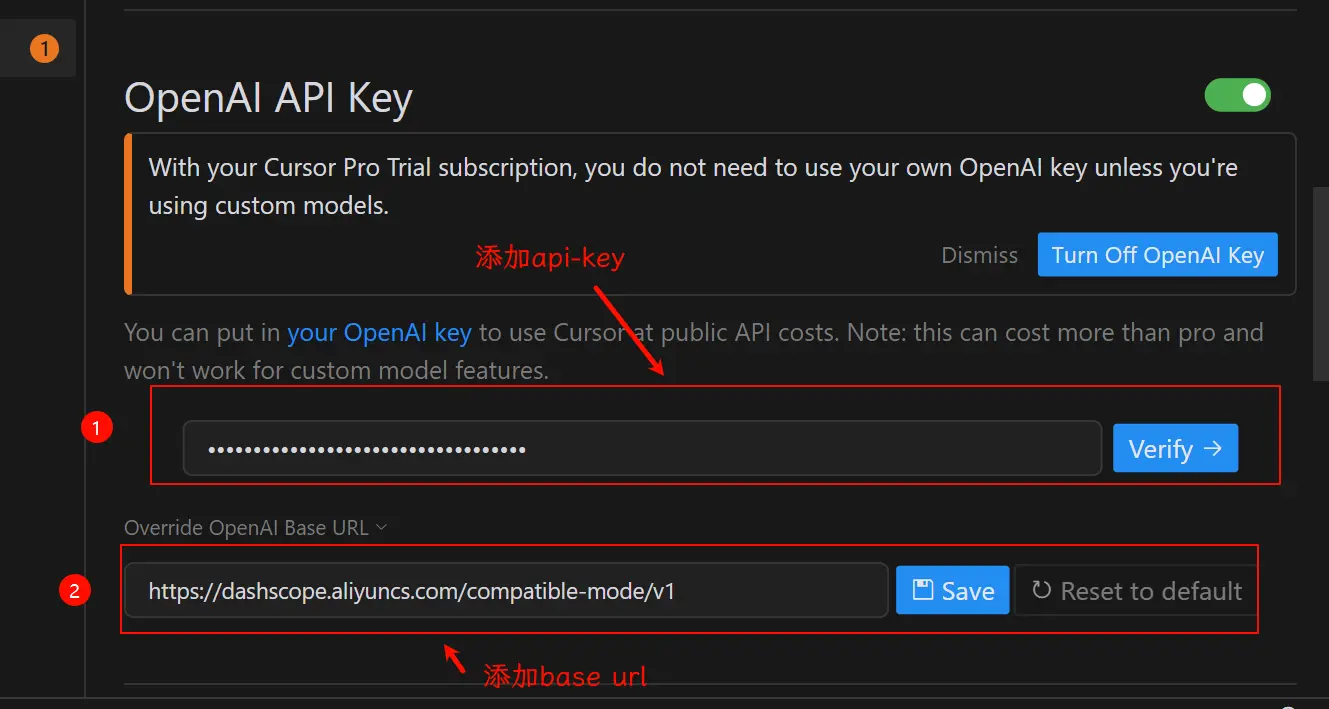 1
OpenAI API Key
With your Cursor Pro Trial subscription, you do not need to use your own OpenAI key unless you're
using custom models.
添加api-key
Dismiss
Turn Off OpenAI Key
You can put in your OpenAI key to use Cursor at public API costs. Note: this can cost more than pro and
won't work for custom model features.
1
••••••••••••••••••••••••••••••••••• Verify →
Override OpenAI Base URL
2
https://dashscope.aliyuncs.com/compatible-mode/v1
Save
Reset to default
添加base url